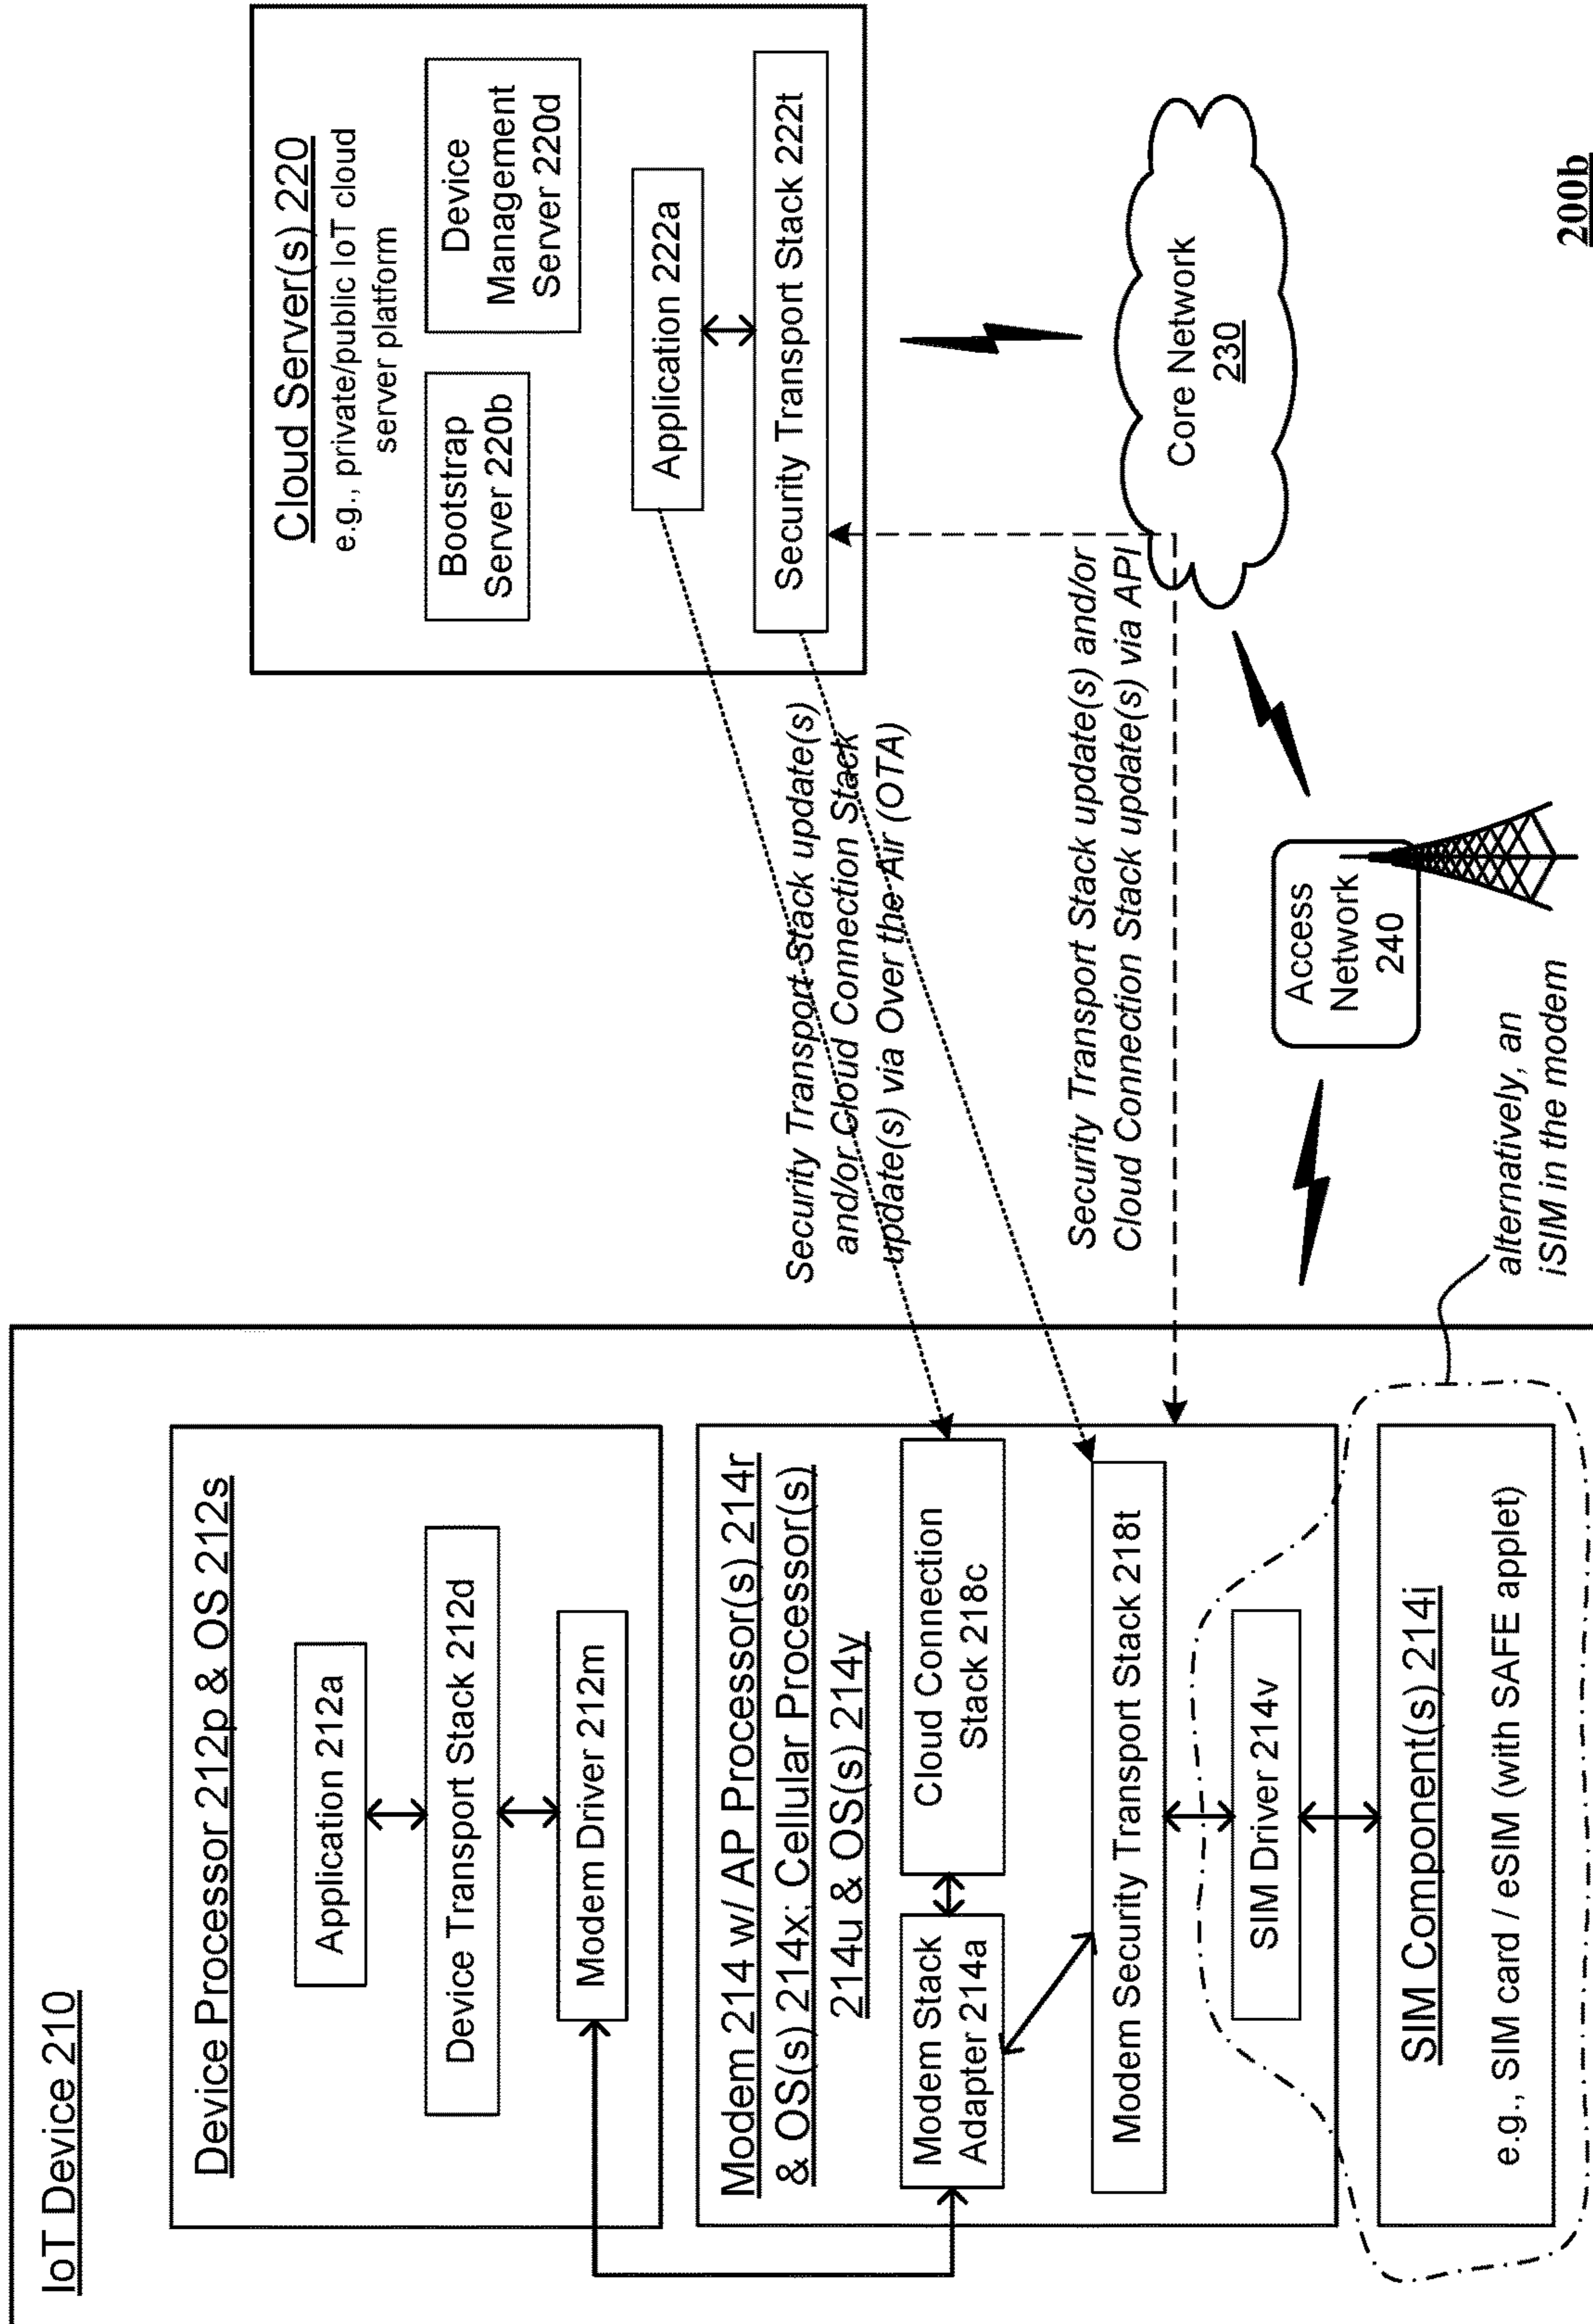 IoT Device 210
Device Processor 212p & OS 212s
Application 212a
Device Transport Stack 212d
Modem Driver 212m
Modem 214 w/ AP Processor(s) 214r
& OS(s) 214x; Cellular Processor(s)
214u & OS(s) 214y
Modem Stack
Adapter 214a
Cloud Connection
Stack 218c
Modem Security Transport Stack 218t
SIM Driver 214v
SIM Component(s) 214i
e.g., SIM card / eSIM (with SAFE applet)
Security Transport Stack update(s)
and/or Cloud Connection Stack
update(s) via Over the Air (OTA)
Security Transport Stack update(s) and/or
Cloud Connection Stack update(s) via API
alternatively, an
iSIM in the modem
Access
Network
240
Cloud Server(s) 220
e.g., private/public IoT cloud
server platform
Bootstrap
Server 220b
Device
Management
Server 220d
Application 222a
Security Transport Stack 222t
Core Network
230
200b